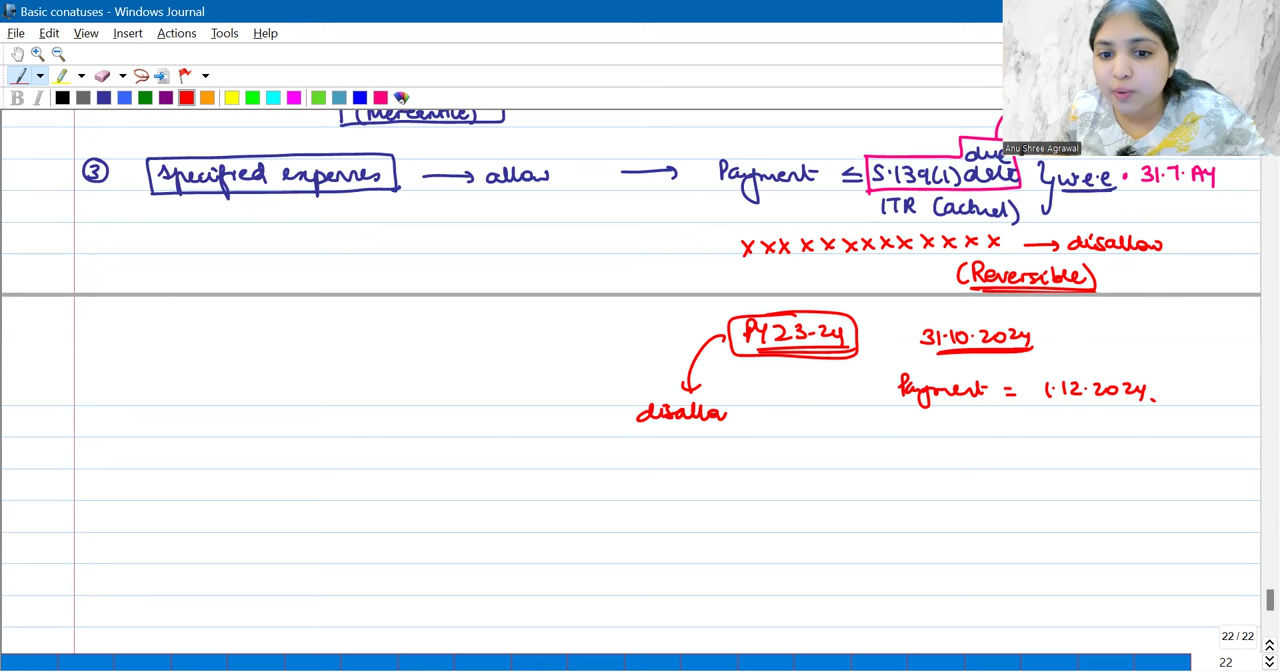 Basic conatuses - Windows Journal
File Edit View Insert Actions Tools Help
B I
Anu Shree Agrawal
(Mercentile)
③ Specified expenses → allow → Payment ≤ S.139(1) due date } w.e.e • 31.7.AY
ITR (actual)
x x x x x x x x x x x x x → disallow
(Reversible)
PY 23-24 31.10.2024
Payment = 1.12.2024.
disallo
22 / 22
22